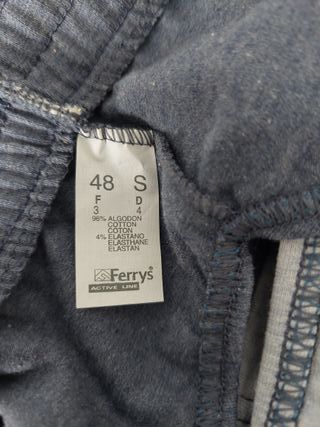 48 S
F D
3 4
96% ALGODON
COTTON
COTON
4% ELASTANO
ELASTHANE
ELASTAN
Ferrys
ACTIVE LINE